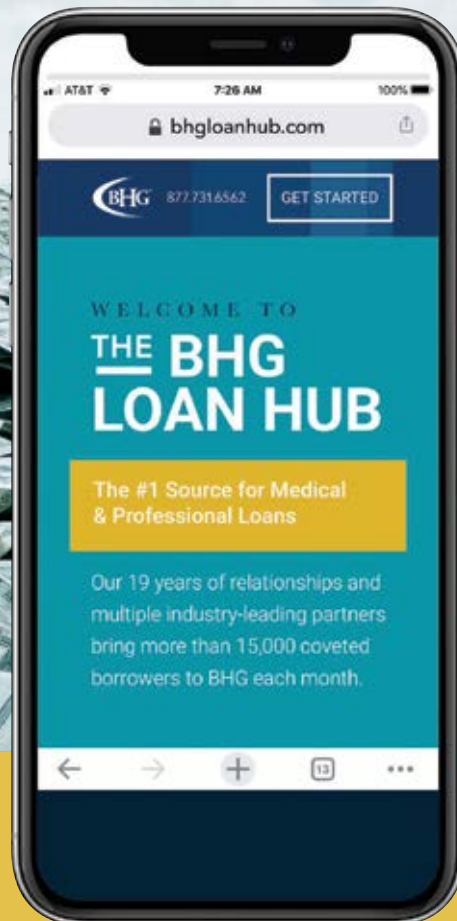 AT&T 7:26 AM 100%
bhgloanhub.com
BHG 877.731.6562 GET STARTED
WELCOME TO
THE BHG
LOAN HUB
The #1 Source for Medical
& Professional Loans
Our 19 years of relationships and
multiple industry-leading partners
bring more than 15,000 coveted
borrowers to BHG each month.
13